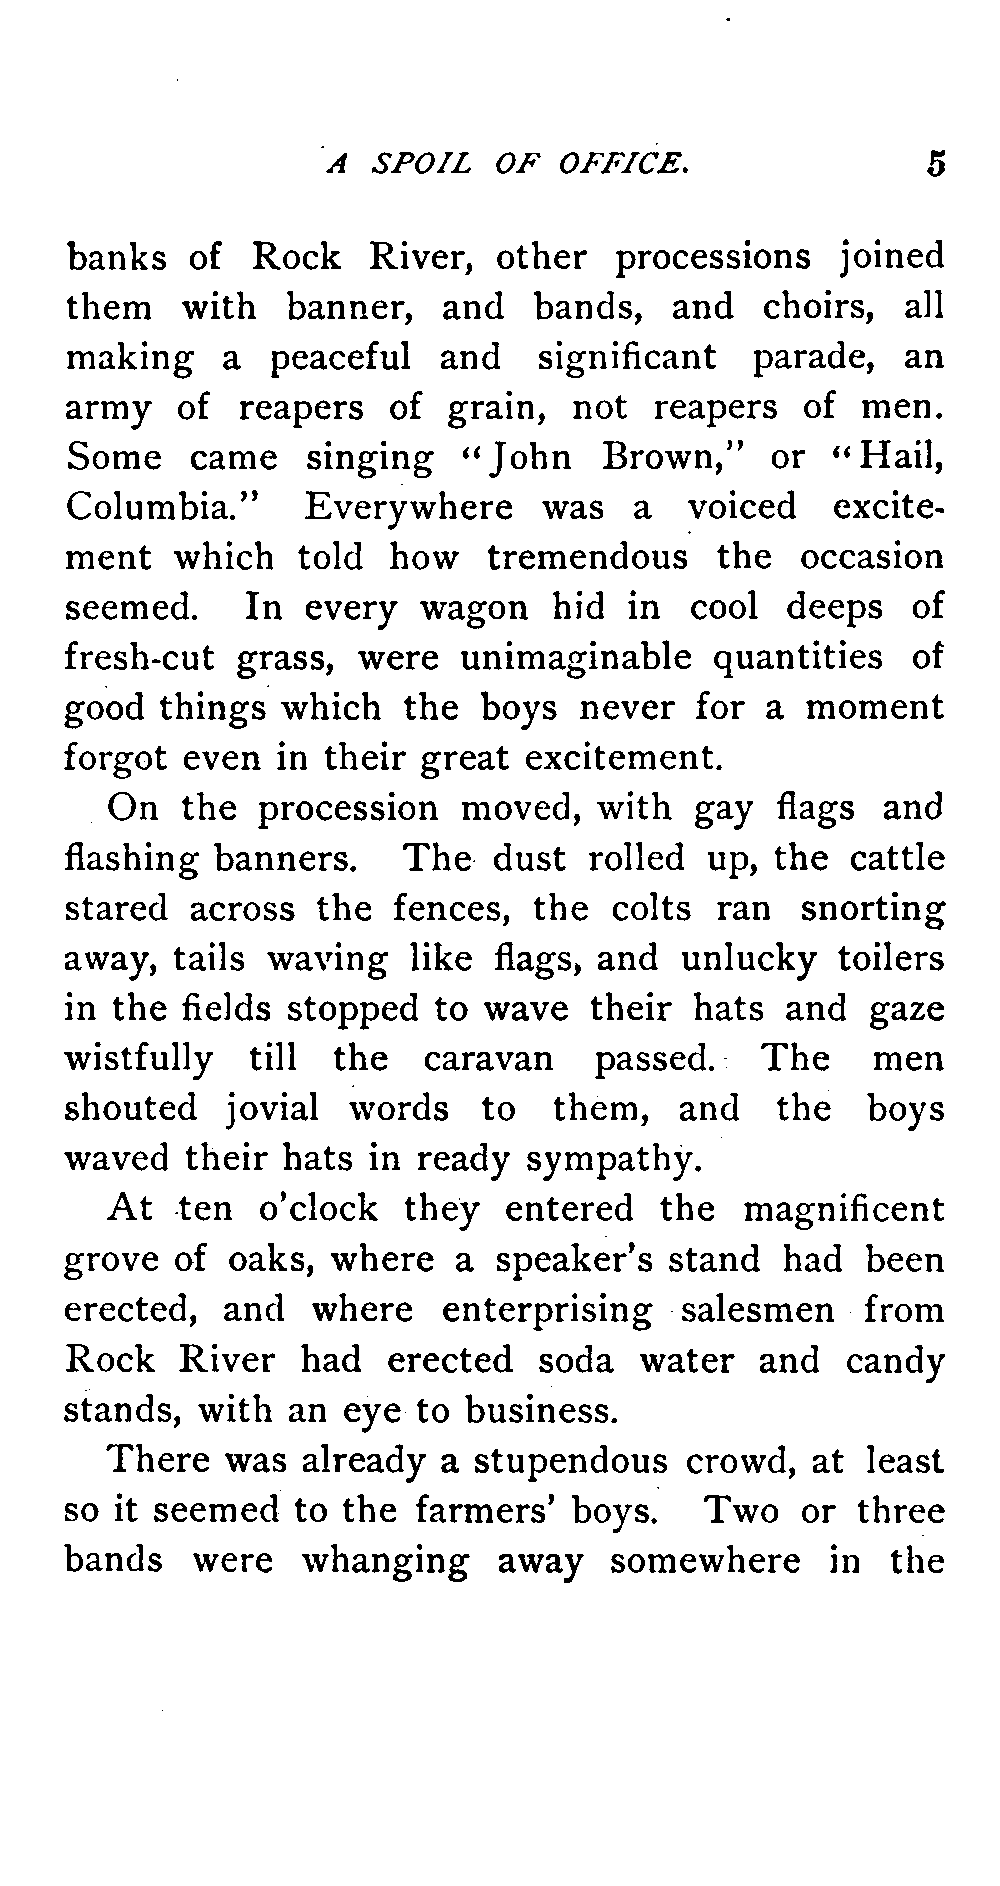 A SPOIL OF OFFICE. 5
banks of Rock River, other processions joined
them with banner, and bands, and choirs, all
making a peaceful and significant parade, an
army of reapers of grain, not reapers of men.
Some came singing “John Brown,” or “Hail,
Columbia.” Everywhere was a voiced excite-
ment which told how tremendous the occasion
seemed. In every wagon hid in cool deeps of
fresh-cut grass, were unimaginable quantities of
good things which the boys never for a moment
forgot even in their great excitement.
On the procession moved, with gay flags and
flashing banners. The dust rolled up, the cattle
stared across the fences, the colts ran snorting
away, tails waving like flags, and unlucky toilers
in the fields stopped to wave their hats and gaze
wistfully till the caravan passed. The men
shouted jovial words to them, and the boys
waved their hats in ready sympathy.
At ten o’clock they entered the magnificent
grove of oaks, where a speaker’s stand had been
erected, and where enterprising salesmen from
Rock River had erected soda water and candy
stands, with an eye to business.
There was already a stupendous crowd, at least
so it seemed to the farmers’ boys. Two or three
bands were whanging away somewhere in the